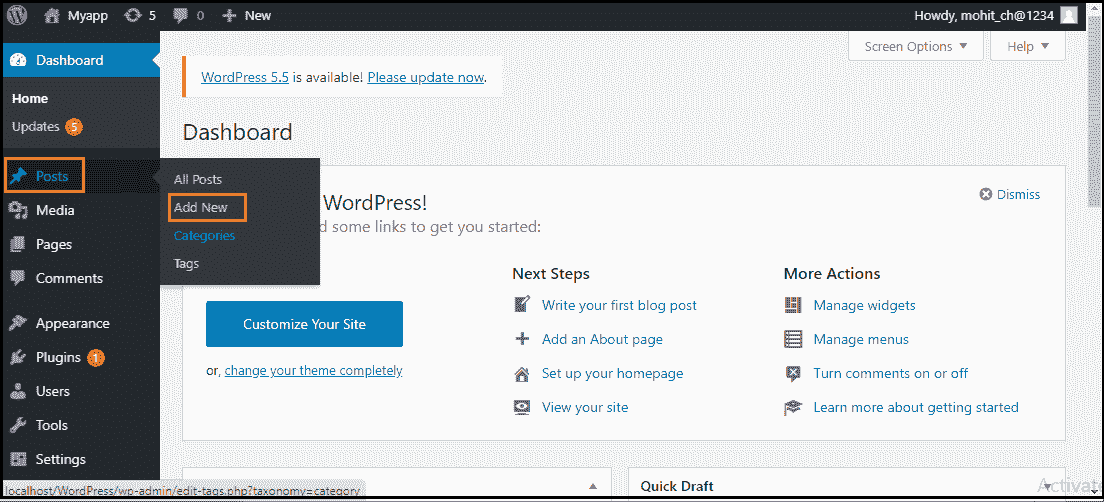 Myapp 5 0 New Howdy, mohit_ch@1234
Screen Options Help
Dashboard
Home
Updates 5
Posts
Media
Pages
Comments
Appearance
Plugins 1
Users
Tools
Settings
All Posts
Add New
Categories
Tags
WordPress 5.5 is available! Please update now.
Dashboard
WordPress!
Dismiss
d some links to get you started:
Customize Your Site
or, change your theme completely
Next Steps
Write your first blog post
Add an About page
Set up your homepage
View your site
More Actions
Manage widgets
Manage menus
Turn comments on or off
Learn more about getting started
Quick Draft
Activate
localhost/WordPress/wp-admin/edit-tags.php?taxonomy=category